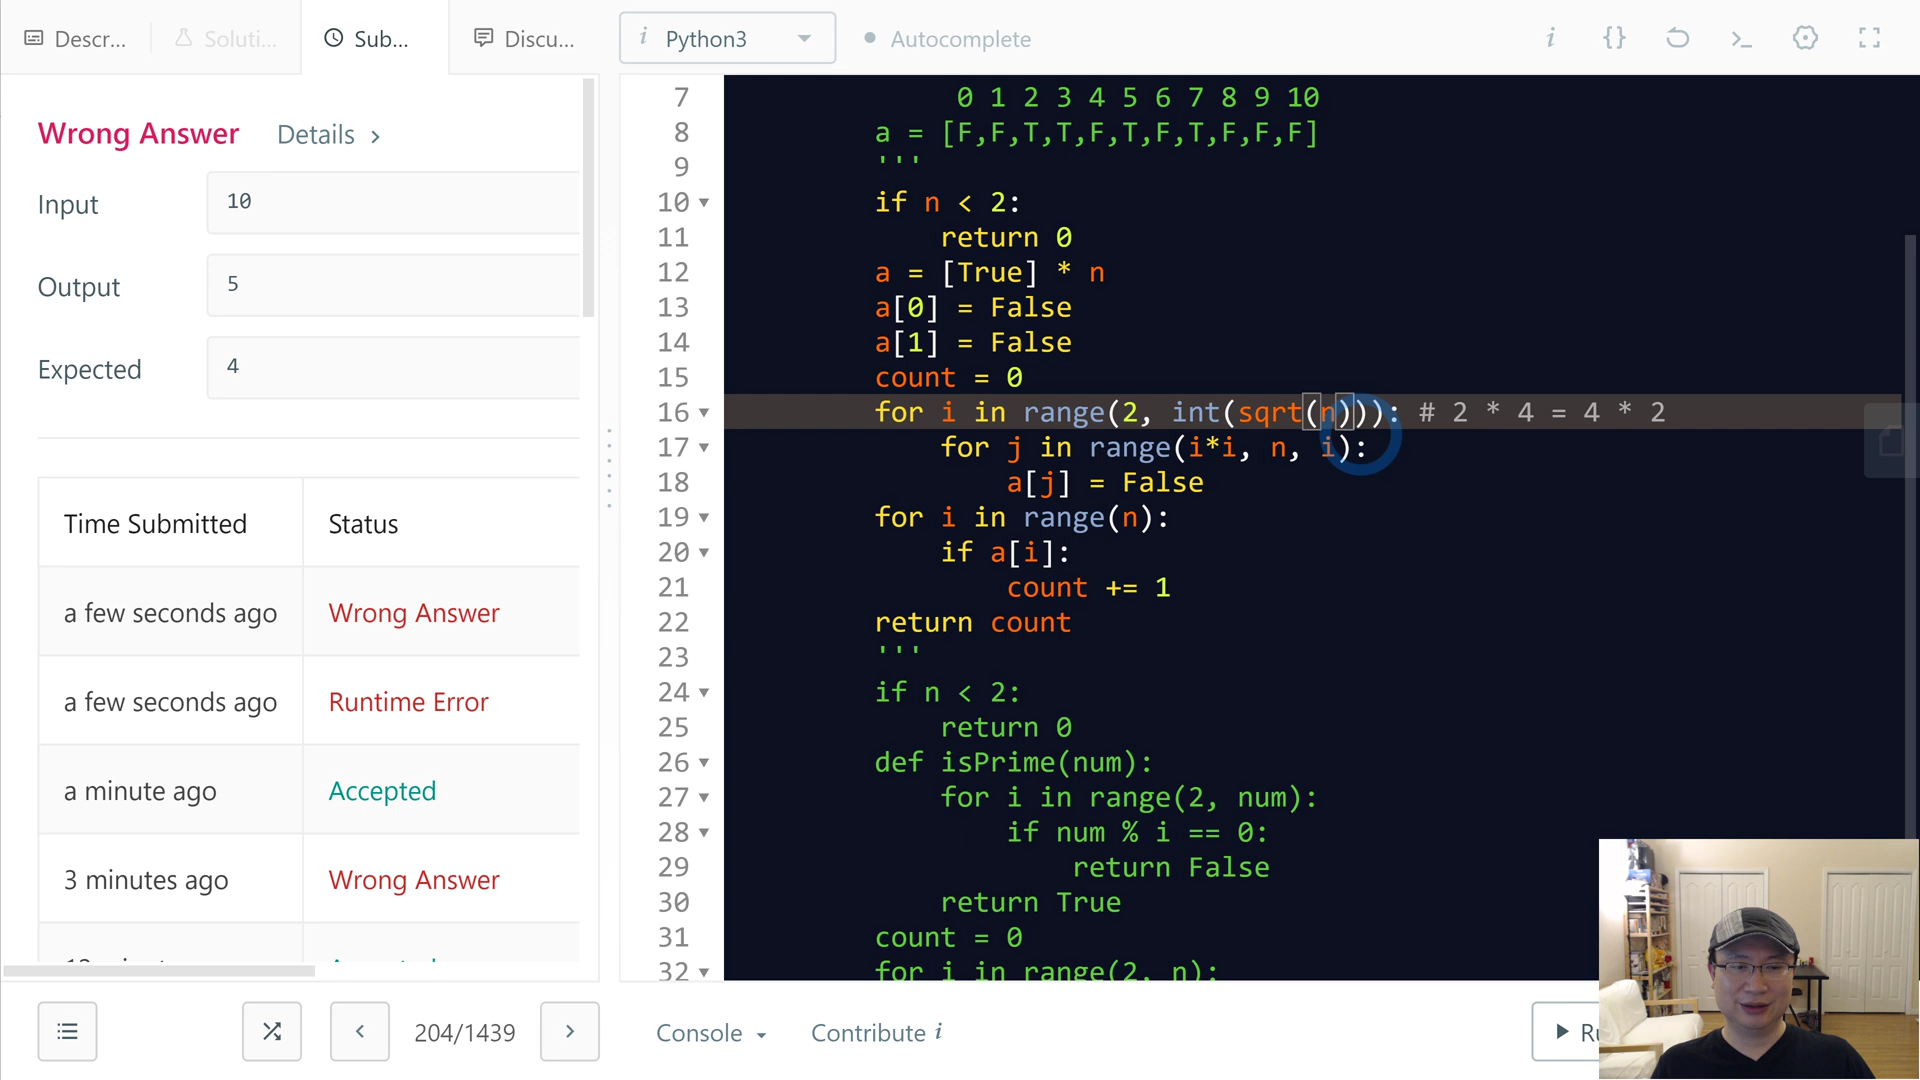 Descr...
Soluti...
Sub...
Discu...
i Python3
Autocomplete
i {} >_
Wrong Answer Details >
Input 10
Output 5
Expected 4
Time Submitted Status
a few seconds ago Wrong Answer
a few seconds ago Runtime Error
a minute ago Accepted
3 minutes ago Wrong Answer
204/1439
7 0 1 2 3 4 5 6 7 8 9 10
8 a = [F,F,T,T,F,T,F,T,F,F,F]
9 '''
10 if n < 2:
11 return 0
12 a = [True] * n
13 a[0] = False
14 a[1] = False
15 count = 0
16 for i in range(2, int(sqrt(n))): # 2 * 4 = 4 * 2
17 for j in range(i*i, n, i):
18 a[j] = False
19 for i in range(n):
20 if a[i]:
21 count += 1
22 return count
23 '''
24 if n < 2:
25 return 0
26 def isPrime(num):
27 for i in range(2, num):
28 if num % i == 0:
29 return False
30 return True
31 count = 0
32 for i in range(2, n):
Console
Contribute i